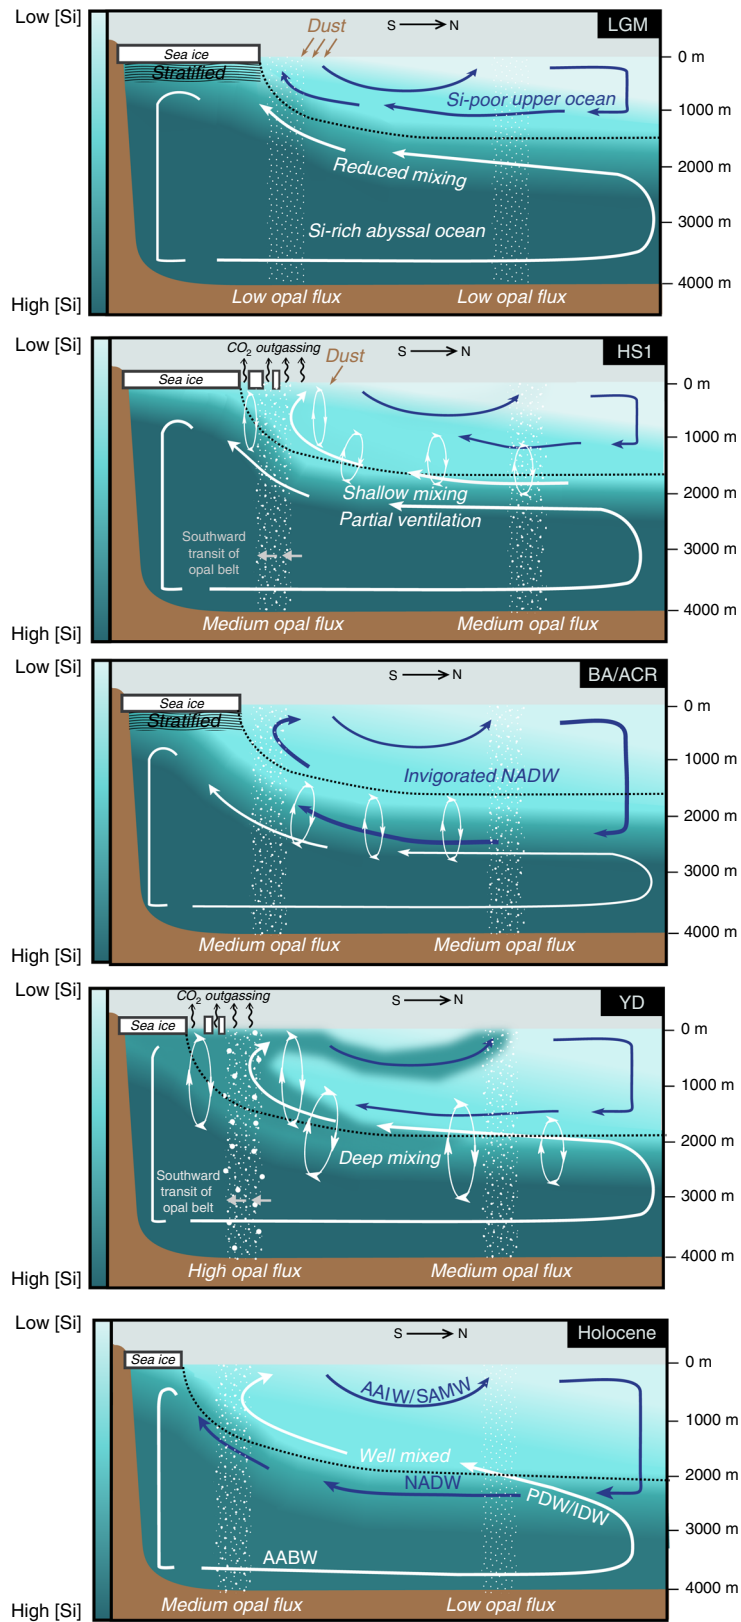 Low [Si]
Dust
S → N
LGM
Sea ice
Stratified
0 m
Si-poor upper ocean
1000 m
Reduced mixing
2000 m
Si-rich abyssal ocean
3000 m
4000 m
High [Si]
Low opal flux
Low opal flux
Low [Si]
CO2 outgassing
Dust
S → N
HS1
Sea ice
0 m
1000 m
Shallow mixing
2000 m
Partial ventilation
Southward
transit of
opal belt
3000 m
4000 m
High [Si]
Medium opal flux
Medium opal flux
Low [Si]
S → N
BA/ACR
Sea ice
Stratified
0 m
Invigorated NADW
1000 m
2000 m
3000 m
4000 m
High [Si]
Medium opal flux
Medium opal flux
Low [Si]
CO2 outgassing
S → N
YD
Sea ice
0 m
1000 m
Deep mixing
2000 m
Southward
transit of
opal belt
3000 m
4000 m
High [Si]
High opal flux
Medium opal flux
Low [Si]
S → N
Holocene
Sea ice
0 m
AAIW/SAMW
1000 m
Well mixed
2000 m
NADW
PDW/IDW
3000 m
AABW
4000 m
High [Si]
Medium opal flux
Low opal flux